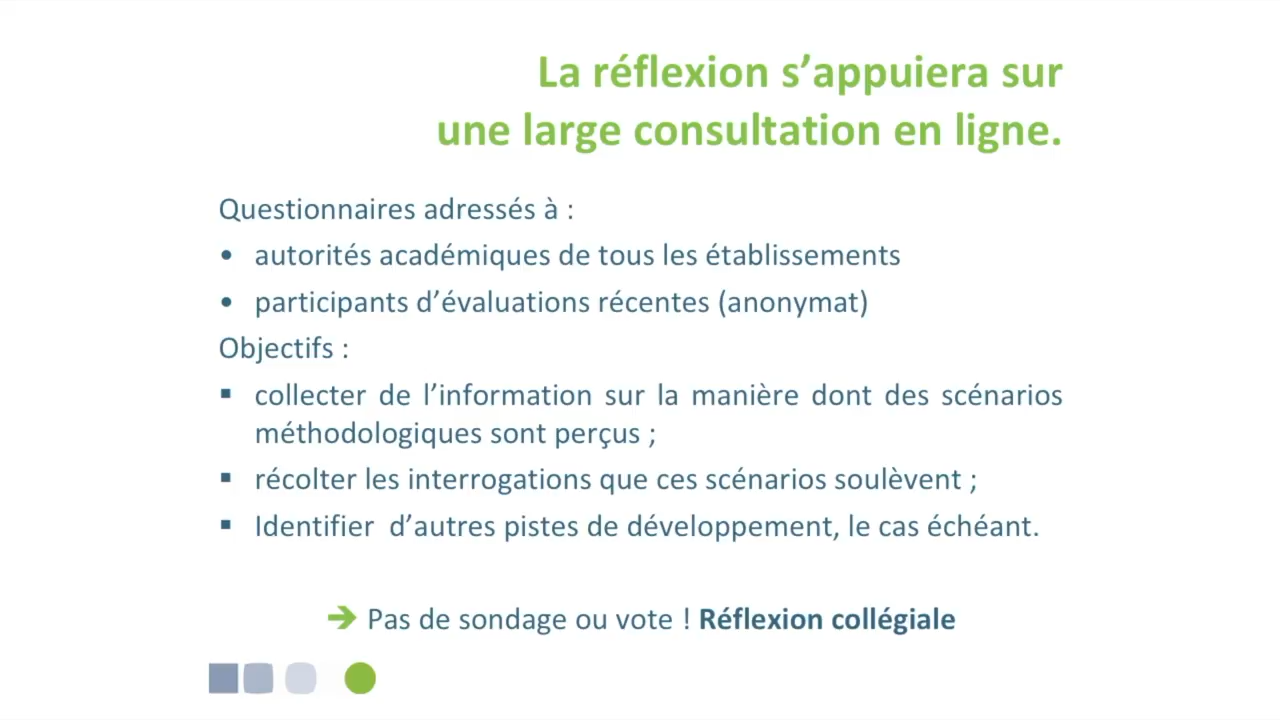 La réflexion s’appuiera sur
une large consultation en ligne.
Questionnaires adressés à :
• autorités académiques de tous les établissements
• participants d’évaluations récentes (anonymat)
Objectifs :
▪ collecter de l’information sur la manière dont des scénarios
méthodologiques sont perçus ;
▪ récolter les interrogations que ces scénarios soulèvent ;
▪ Identifier d’autres pistes de développement, le cas échéant.
➔ Pas de sondage ou vote ! Réflexion collégiale